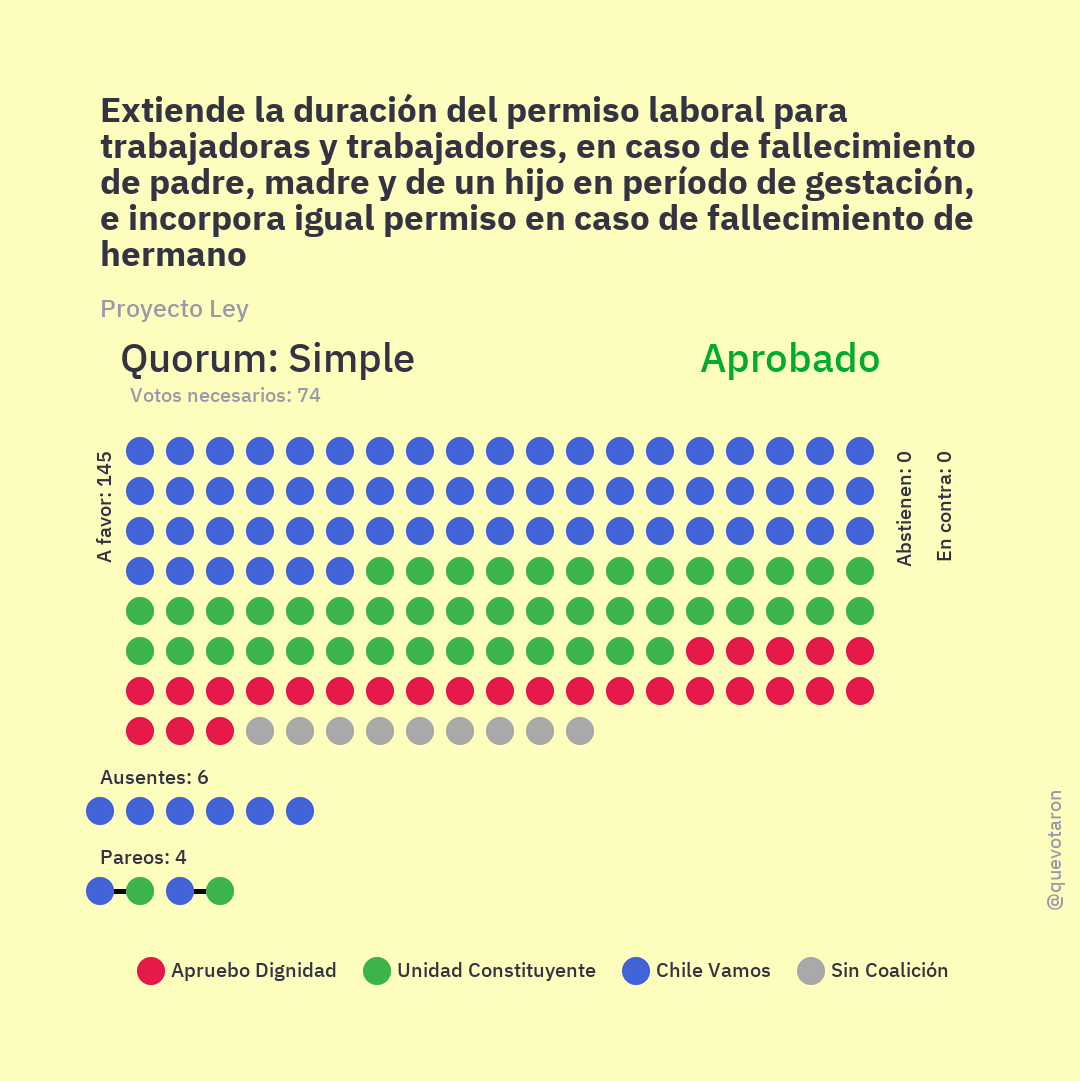 Extiende la duración del permiso laboral para
trabajadoras y trabajadores, en caso de fallecimiento
de padre, madre y de un hijo en período de gestación,
e incorpora igual permiso en caso de fallecimiento de
hermano
Proyecto Ley
Quorum: Simple
Aprobado
Votos necesarios: 74
A favor: 145
Abstienen: 0
En contra: 0
Ausentes: 6
Pareos: 4
@quevotaron
Apruebo Dignidad
Unidad Constituyente
Chile Vamos
Sin Coalición